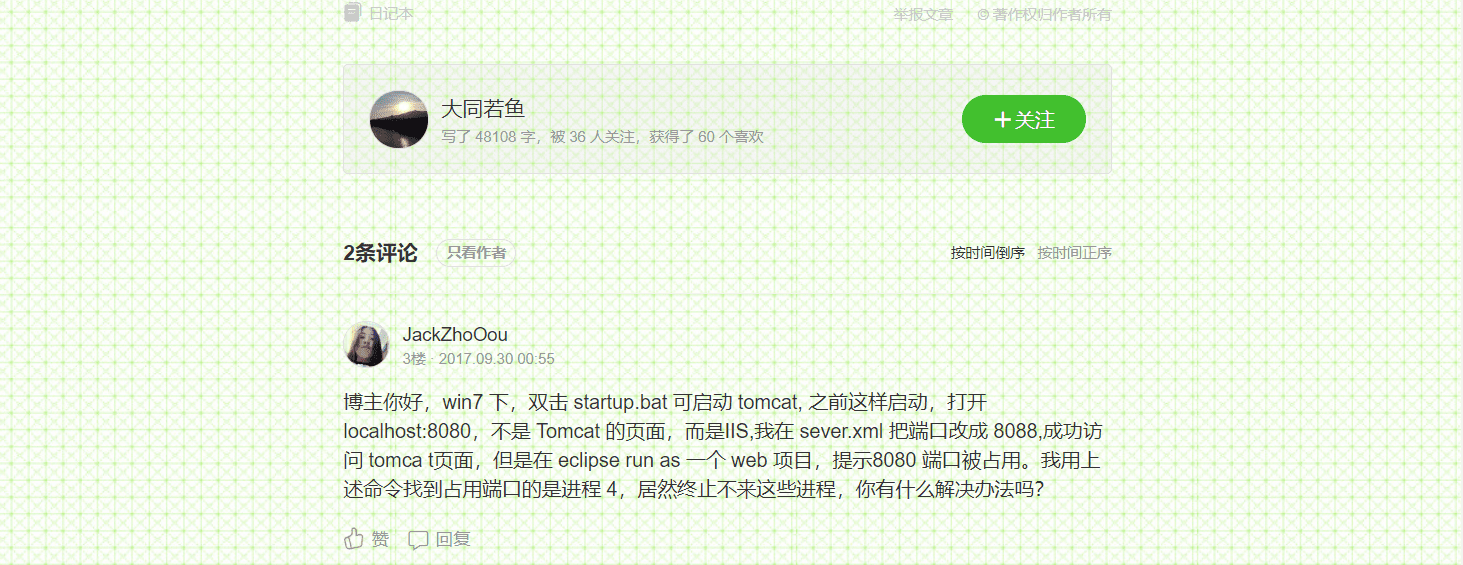 日记本
举报文章 © 著作权归作者所有
大同若鱼
写了 48108 字，被 36 人关注，获得了 60 个喜欢
+关注
2条评论 只看作者 按时间倒序 按时间正序
JackZhoOou
3楼 · 2017.09.30 00:55
博主你好，win7 下，双击 startup.bat 可启动 tomcat, 之前这样启动，打开
localhost:8080，不是 Tomcat 的页面，而是IIS,我在 sever.xml 把端口改成 8088,成功访
问 tomca t页面，但是在 eclipse run as 一个 web 项目，提示8080 端口被占用。我用上
述命令找到占用端口的是进程 4，居然终止不来这些进程，你有什么解决办法吗?
赞 回复